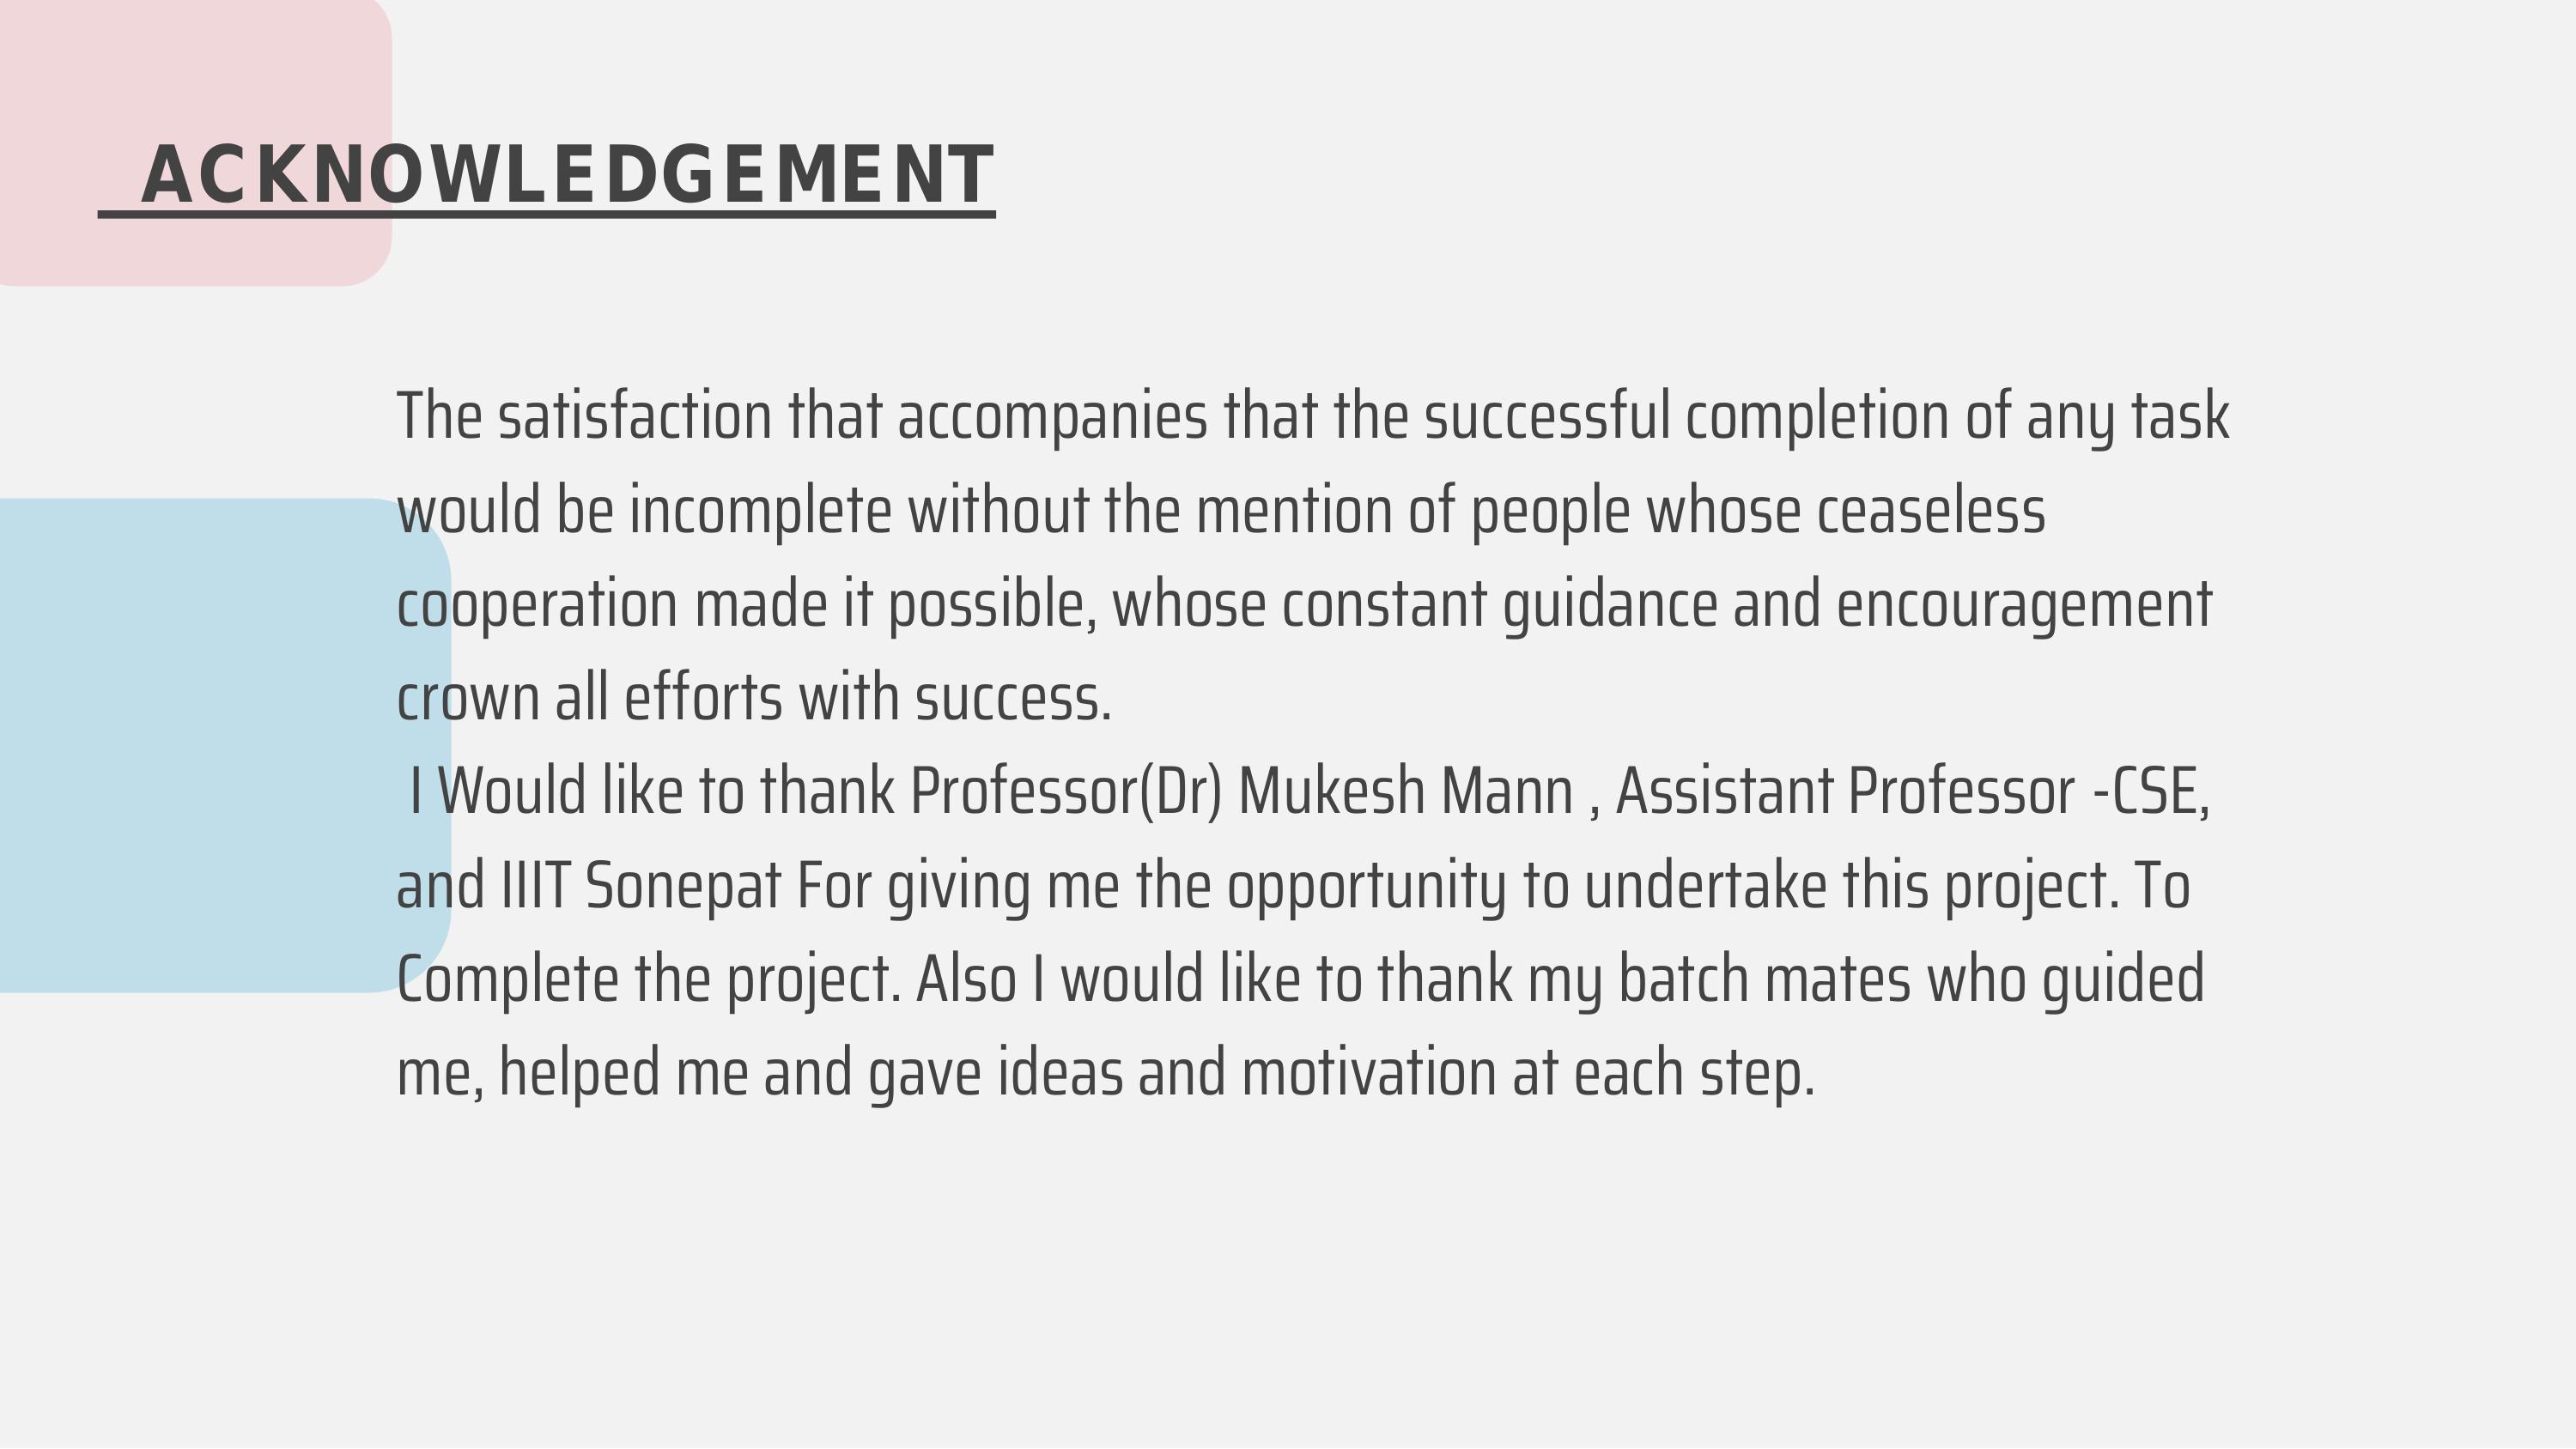 ACKNOWLEDGEMENT
The satisfaction that accompanies that the successful completion of any task
would be incomplete without the mention of people whose ceaseless
cooperation made it possible, whose constant guidance and encouragement
crown all efforts with success.
I Would like to thank Professor(Dr) Mukesh Mann , Assistant Professor -CSE,
and IIIT Sonepat For giving me the opportunity to undertake this project. To
Complete the project. Also I would like to thank my batch mates who guided
me, helped me and gave ideas and motivation at each step.